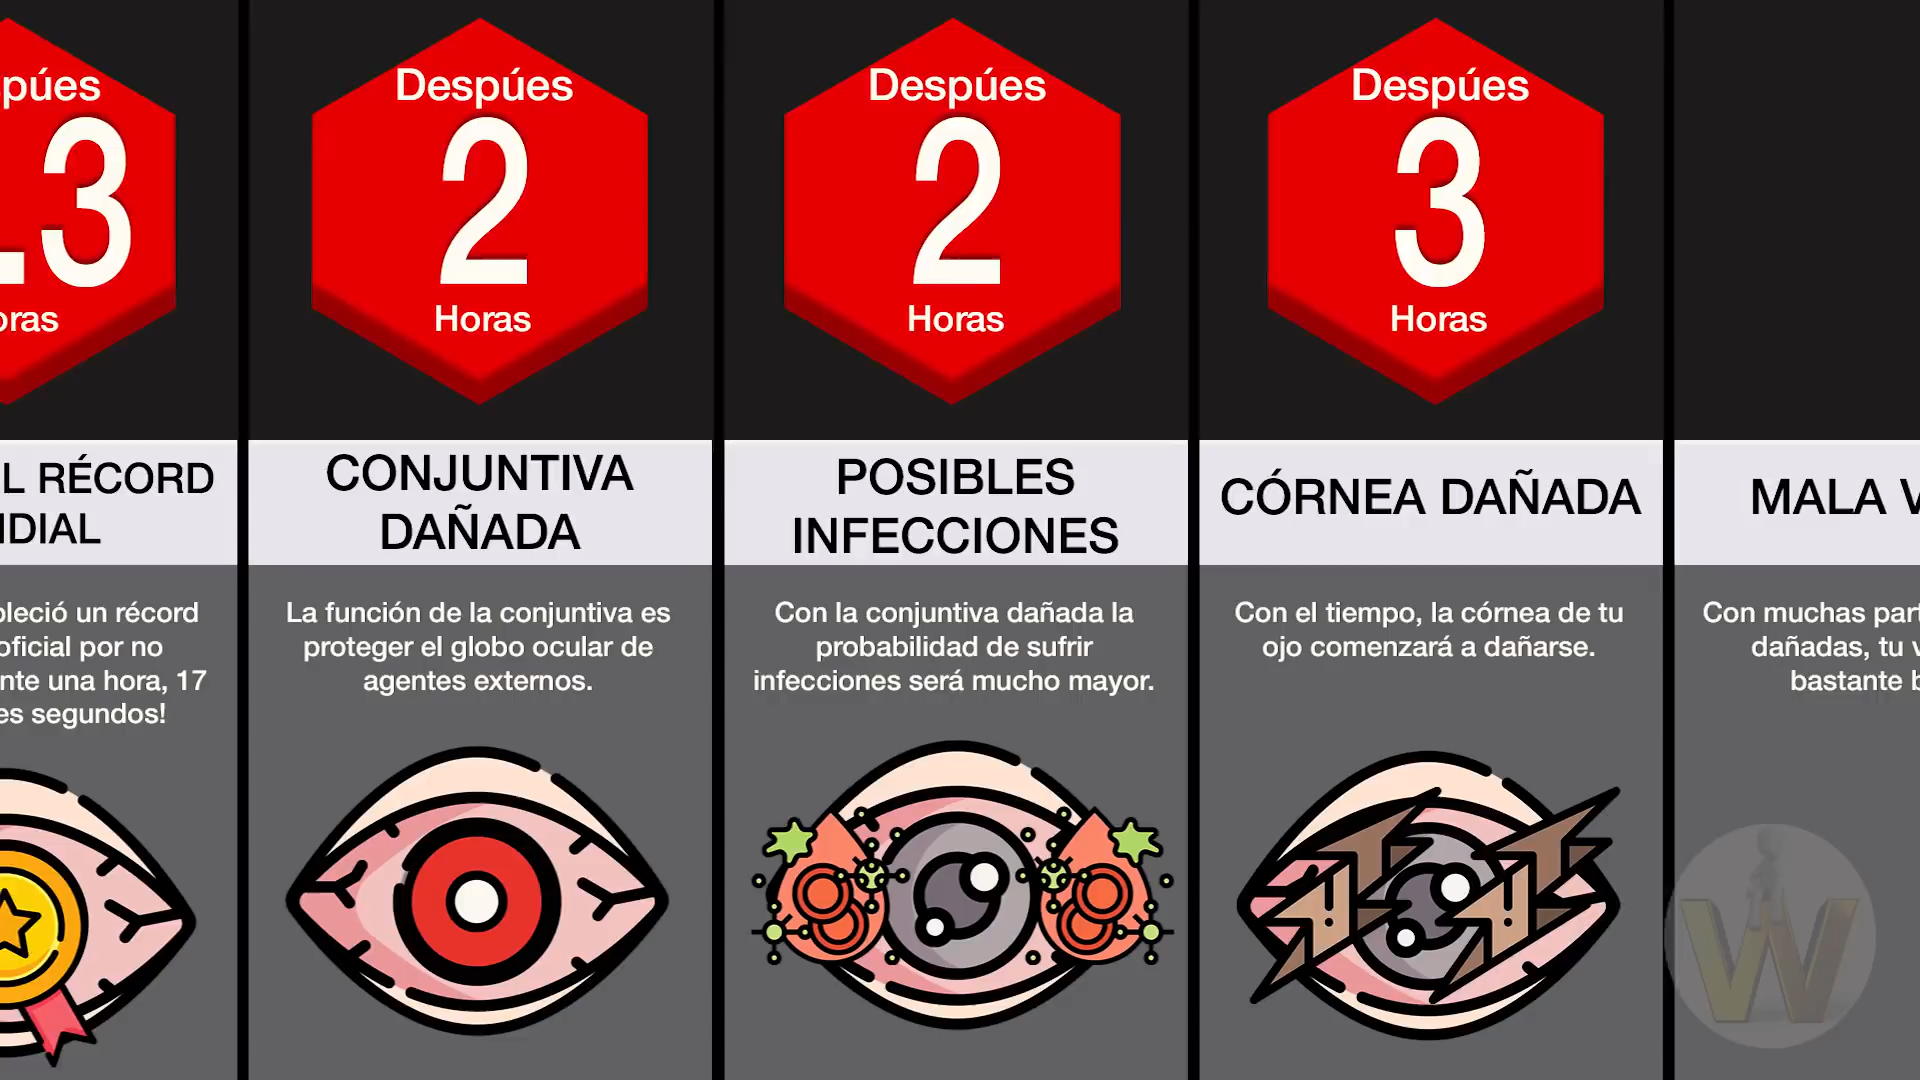 spúes
.3
oras
L RÉCORD
DIAL
bleció un récord
oficial por no
nte una hora, 17
es segundos!
Despúes
2
Horas
CONJUNTIVA
DAÑADA
La función de la conjuntiva es
proteger el globo ocular de
agentes externos.
Despúes
2
Horas
POSIBLES
INFECCIONES
Con la conjuntiva dañada la
probabilidad de sufrir
infecciones será mucho mayor.
Despúes
3
Horas
CÓRNEA DAÑADA
Con el tiempo, la córnea de tu
ojo comenzará a dañarse.
MALA V
Con muchas part
dañadas, tu v
bastante b
W